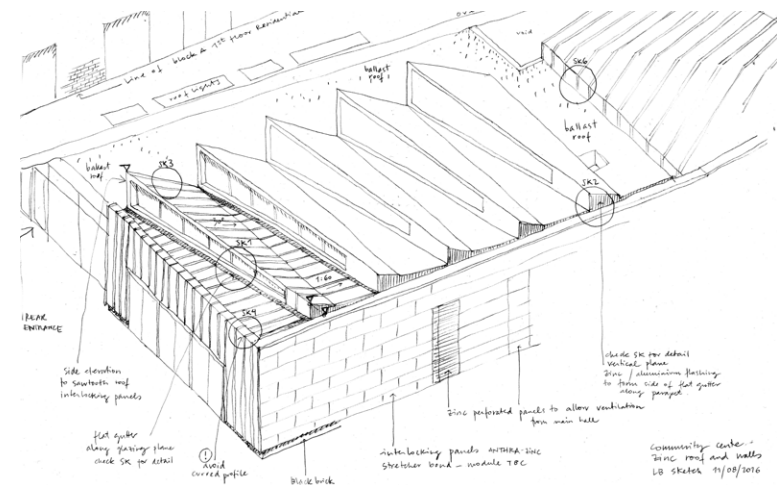 line of block A 1st floor residential
void
SK6
roof lights
ballast
roof
ballast
roof
ballast
roof
SK3
SK2
SK1
1:60
SK4
REAR
ENTRANCE
side elevation
to sawtooth roof
interlocking panels
check SK for detail
vertical plane
zinc / aluminium flashing
to form side of flat gutter
along parapet
zinc perforated panels to allow ventilation
from main hall
flat gutter
along glazing plane
check SK for detail
!
avoid
curved profile
black brick
interlocking panels ANTHRA-ZINC
stretcher bond - module TBC
community center -
zinc roof and walls
LB sketch 11/08/2016